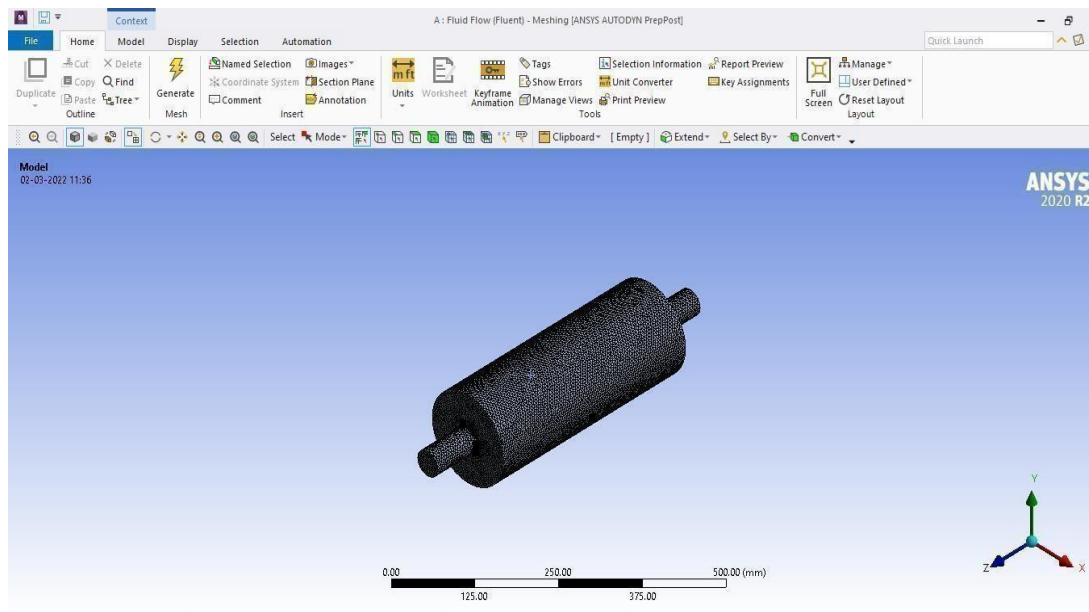 A : Fluid Flow (Fluent) - Meshing [ANSYS AUTODYN PrepPost]
Context
File Home Model Display Selection Automation
Quick Launch
Duplicate
Cut
Copy
Paste
Delete
Find
Tree
Outline
Generate
Mesh
Named Selection
Coordinate System
Comment
Images
Section Plane
Annotation
Insert
m ft
Units
Worksheet
Keyframe
Animation
Tags
Show Errors
Manage Views
Selection Information
Unit Converter
Print Preview
Report Preview
Key Assignments
Tools
Full
Screen
Manage
User Defined
Reset Layout
Layout
Select Mode Clipboard [ Empty ] Extend Select By Convert
Model
02-03-2022 11:36
ANSYS
2020 R2
Y
Z
X
0.00 250.00 500.00 (mm)
125.00 375.00